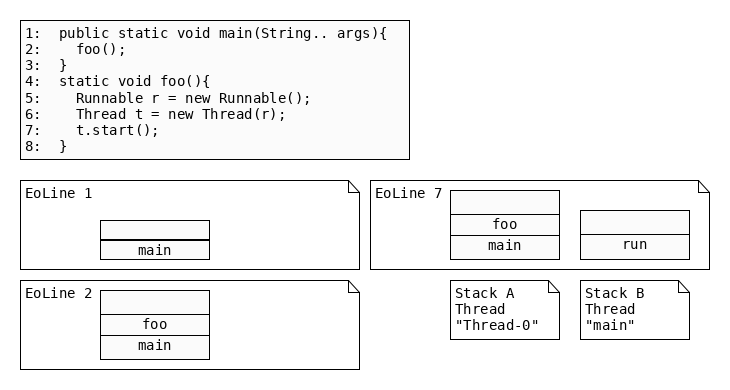 1:  public static void main(String.. args){
2:    foo();
3:  }
4:  static void foo(){
5:    Runnable r = new Runnable();
6:    Thread t = new Thread(r);
7:    t.start();
8:  }
EoLine 1
main
EoLine 7
foo
main
run
EoLine 2
foo
main
Stack A
Thread
"Thread-0"
Stack B
Thread
"main"